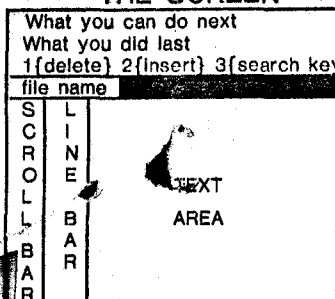 THE SCREEN
What you can do next
What you did last
1{delete} 2{insert} 3{search key
file name
SCROLL BAR
LINE BAR
TEXT
AREA